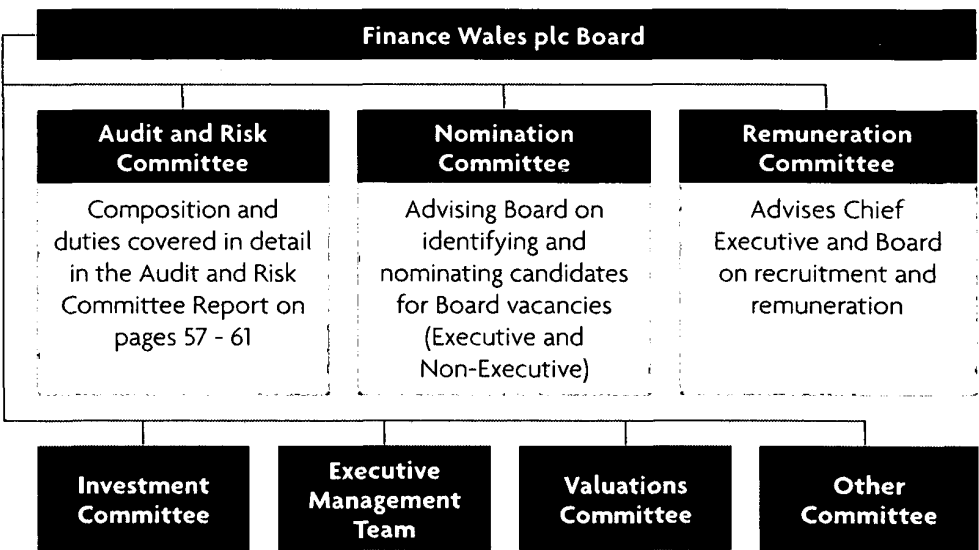 Finance Wales plc Board
Audit and Risk
Committee
Composition and
duties covered in detail
in the Audit and Risk
Committee Report on
pages 57 - 61
Nomination
Committee
Advising Board on
identifying and
nominating candidates
for Board vacancies
(Executive and
Non-Executive)
Remuneration
Committee
Advises Chief
Executive and Board
on recruitment and
remuneration
Investment
Committee
Executive
Management
Team
Valuations
Committee
Other
Committee